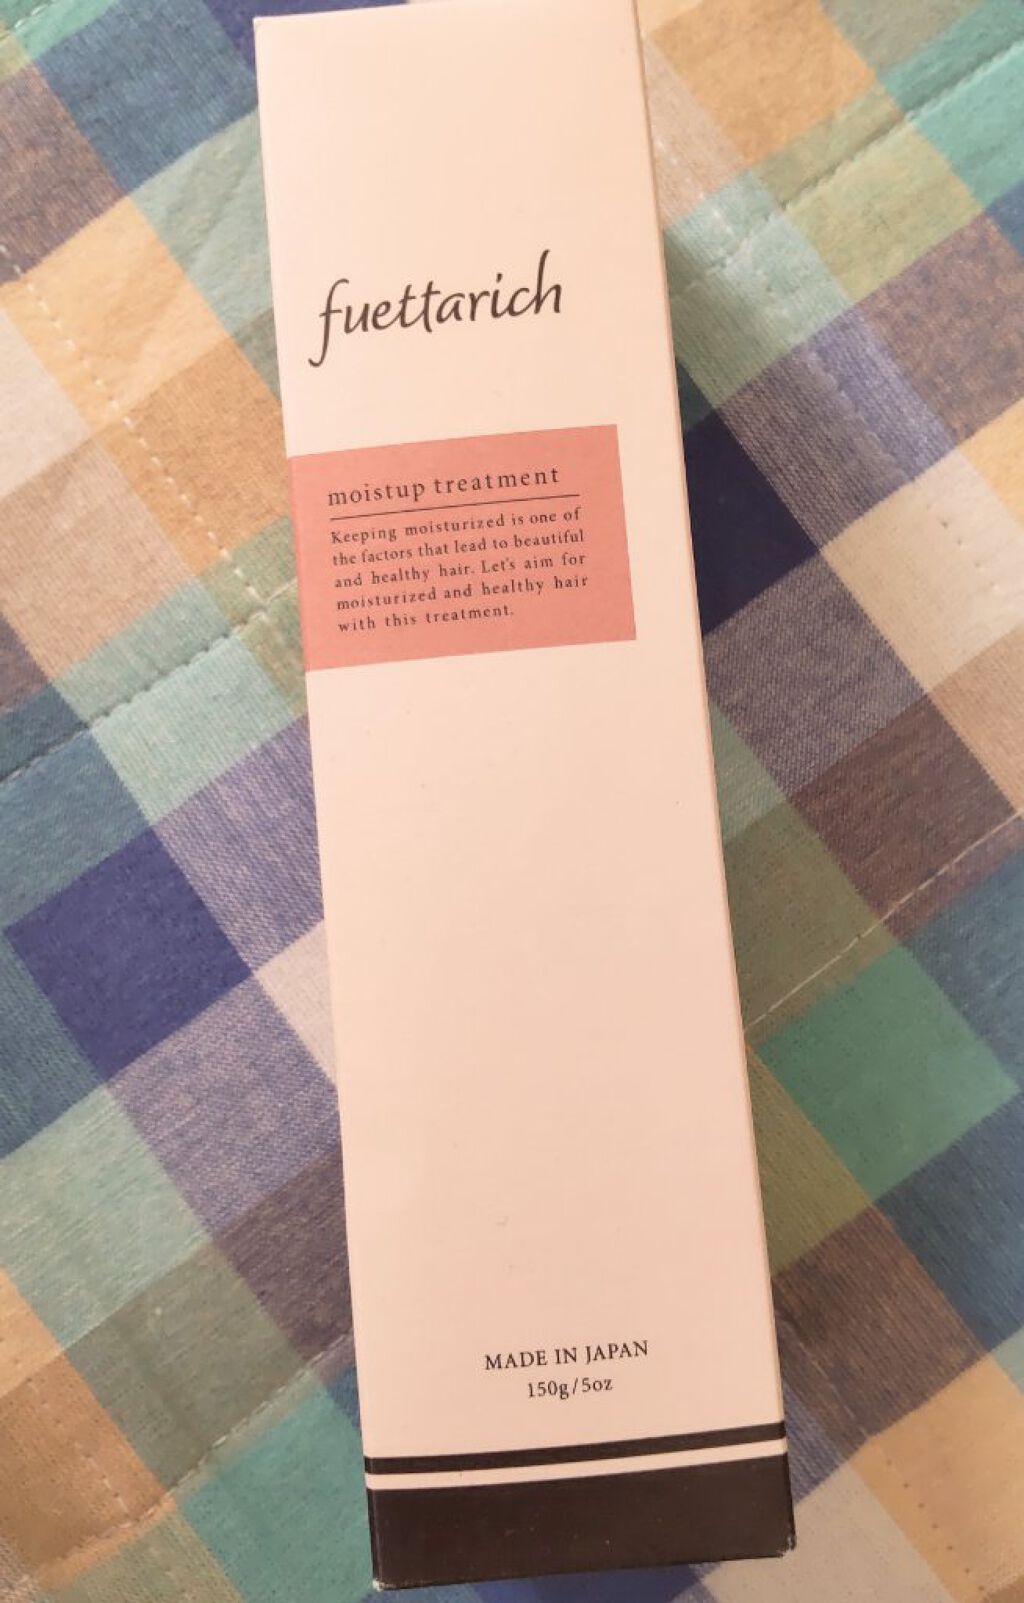 fuettarich
moistup treatment
Keeping moisturized is one of
the factors that lead to beautiful
and healthy hair. Let's aim for
moisturized and healthy hair
with this treatment.
MADE IN JAPAN
150g/5oz